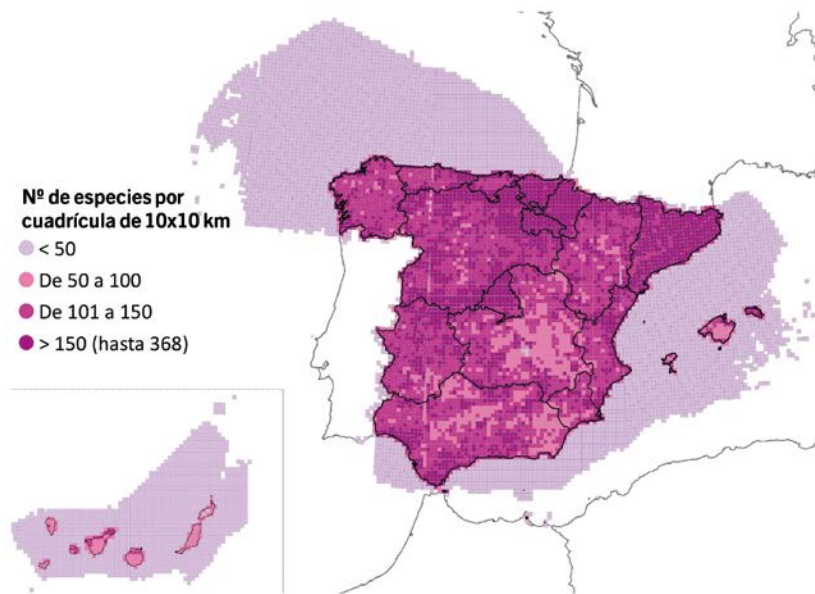 Nº de especies por
cuadrícula de 10x10 km
< 50
De 50 a 100
De 101 a 150
> 150 (hasta 368)